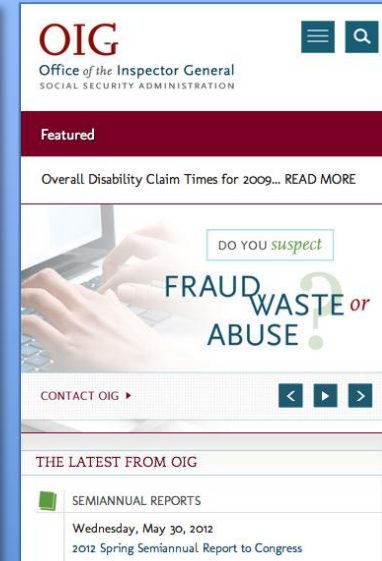 OIG
Office of the Inspector General
SOCIAL SECURITY ADMINISTRATION
Featured
Overall Disability Claim Times for 2009... READ MORE
DO YOU suspect
FRAUD
WASTE or
ABUSE ?
CONTACT OIG
THE LATEST FROM OIG
SEMIANNUAL REPORTS
Wednesday, May 30, 2012
2012 Spring Semiannual Report to Congress